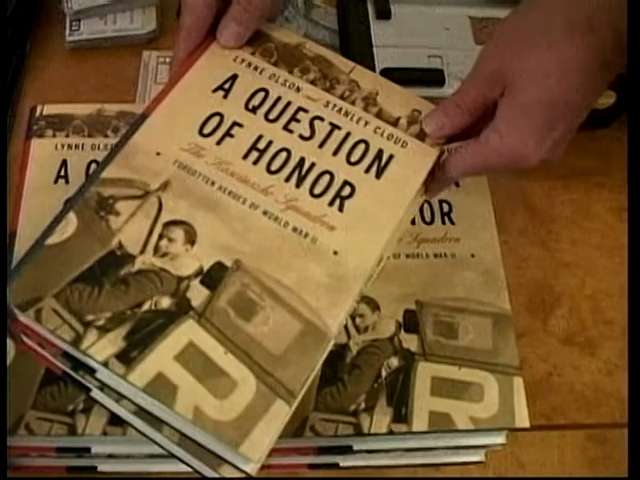 LYNNE OLSON and STANLEY CLOUD
A QUESTION
OF HONOR
The Kosciuszko Squadron
FORGOTTEN HEROES OF WORLD WAR II
R
LYNNE OLS
A Q
OR
Squadron
OF WORLD WAR II
R